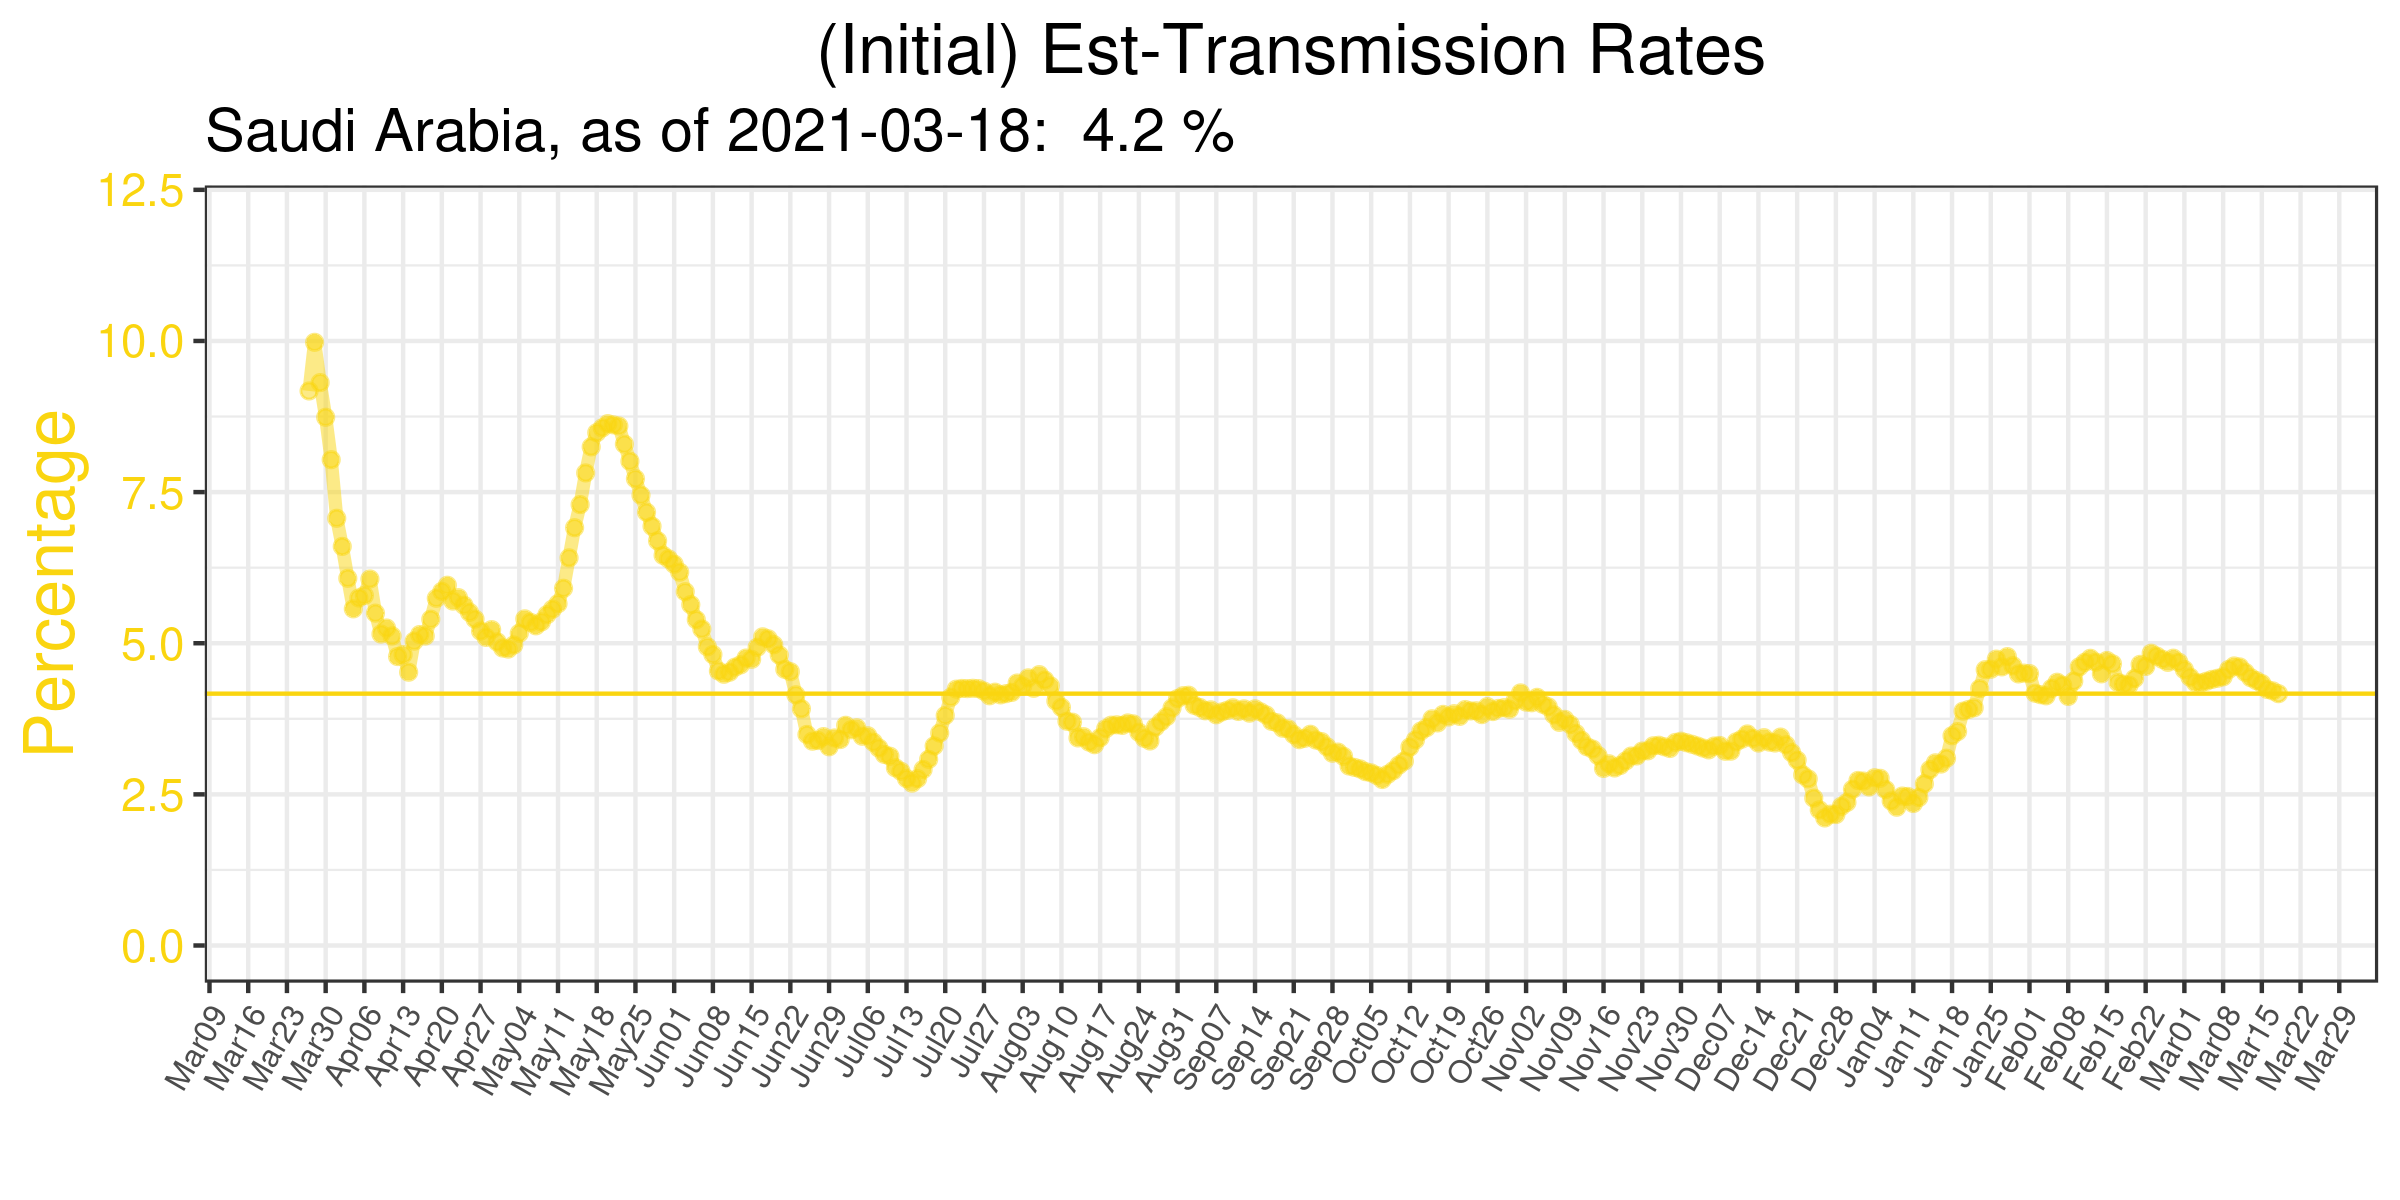 (Initial) Est-Transmission Rates
Saudi Arabia, as of 2021-03-18:  4.2 %
Percentage
12.5
10.0
7.5
5.0
2.5
0.0
Mar09
Mar16
Mar23
Mar30
Apr06
Apr13
Apr20
Apr27
May04
May11
May18
May25
Jun01
Jun08
Jun15
Jun22
Jun29
Jul06
Jul13
Jul20
Jul27
Aug03
Aug10
Aug17
Aug24
Aug31
Sep07
Sep14
Sep21
Sep28
Oct05
Oct12
Oct19
Oct26
Nov02
Nov09
Nov16
Nov23
Nov30
Dec07
Dec14
Dec21
Dec28
Jan04
Jan11
Jan18
Jan25
Feb01
Feb08
Feb15
Feb22
Mar01
Mar08
Mar15
Mar22
Mar29